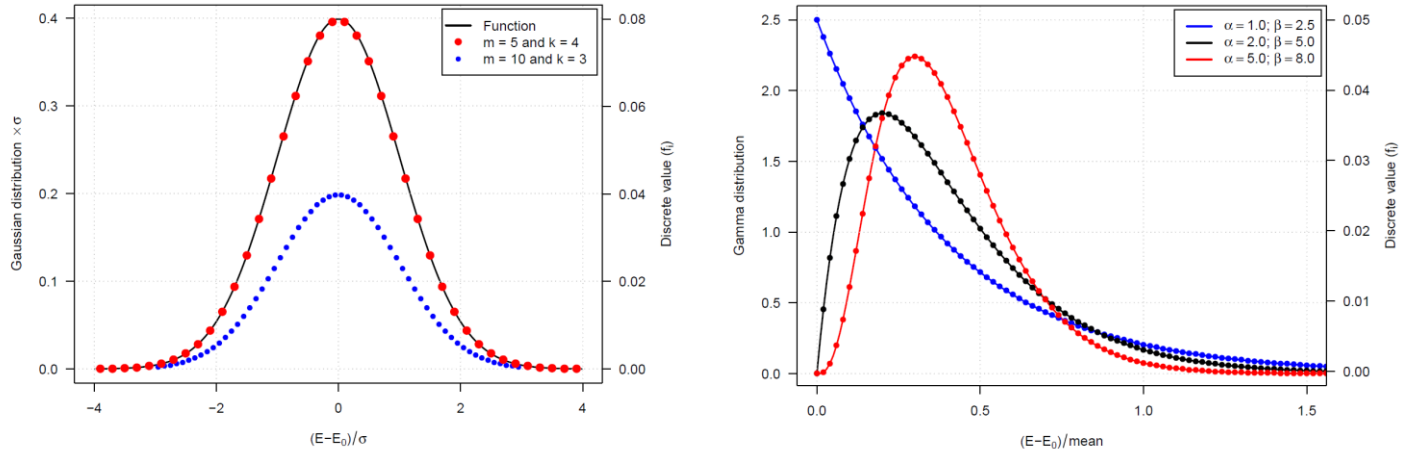 Function
m = 5 and k = 4
m = 10 and k = 3
0.4
0.3
0.2
0.1
0.0
Gaussian distribution ×σ
0.08
0.06
0.04
0.02
0.00
Discrete value (fᵢ)
−4
−2
0
2
4
(E−E₀)/σ
α = 1.0; β = 2.5
α = 2.0; β = 5.0
α = 5.0; β = 8.0
2.5
2.0
1.5
1.0
0.5
0.0
Gamma distribution
0.05
0.04
0.03
0.02
0.01
0.00
Discrete value (fᵢ)
0.0
0.5
1.0
1.5
(E−E₀)/mean